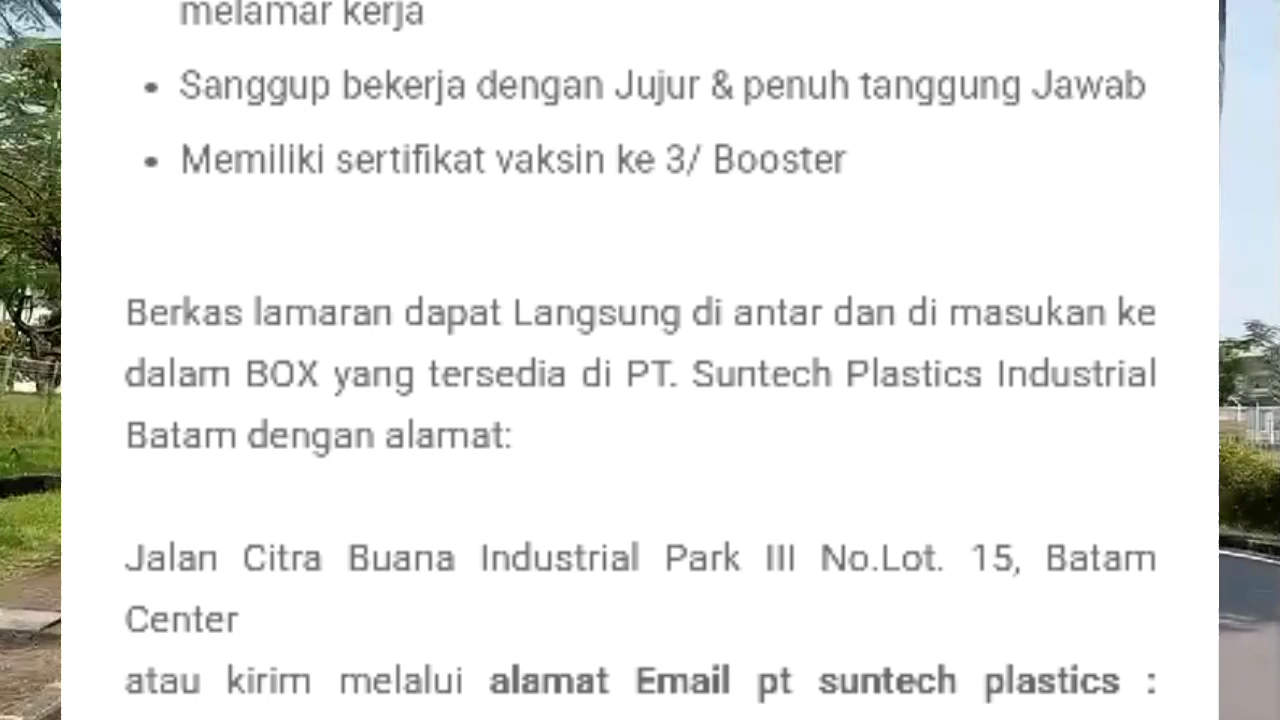 melamar kerja
• Sanggup bekerja dengan Jujur & penuh tanggung Jawab
• Memiliki sertifikat vaksin ke 3/ Booster
Berkas lamaran dapat Langsung di antar dan di masukan ke
dalam BOX yang tersedia di PT. Suntech Plastics Industrial
Batam dengan alamat:
Jalan Citra Buana Industrial Park III No.Lot. 15, Batam
Center
atau kirim melalui alamat Email pt suntech plastics :